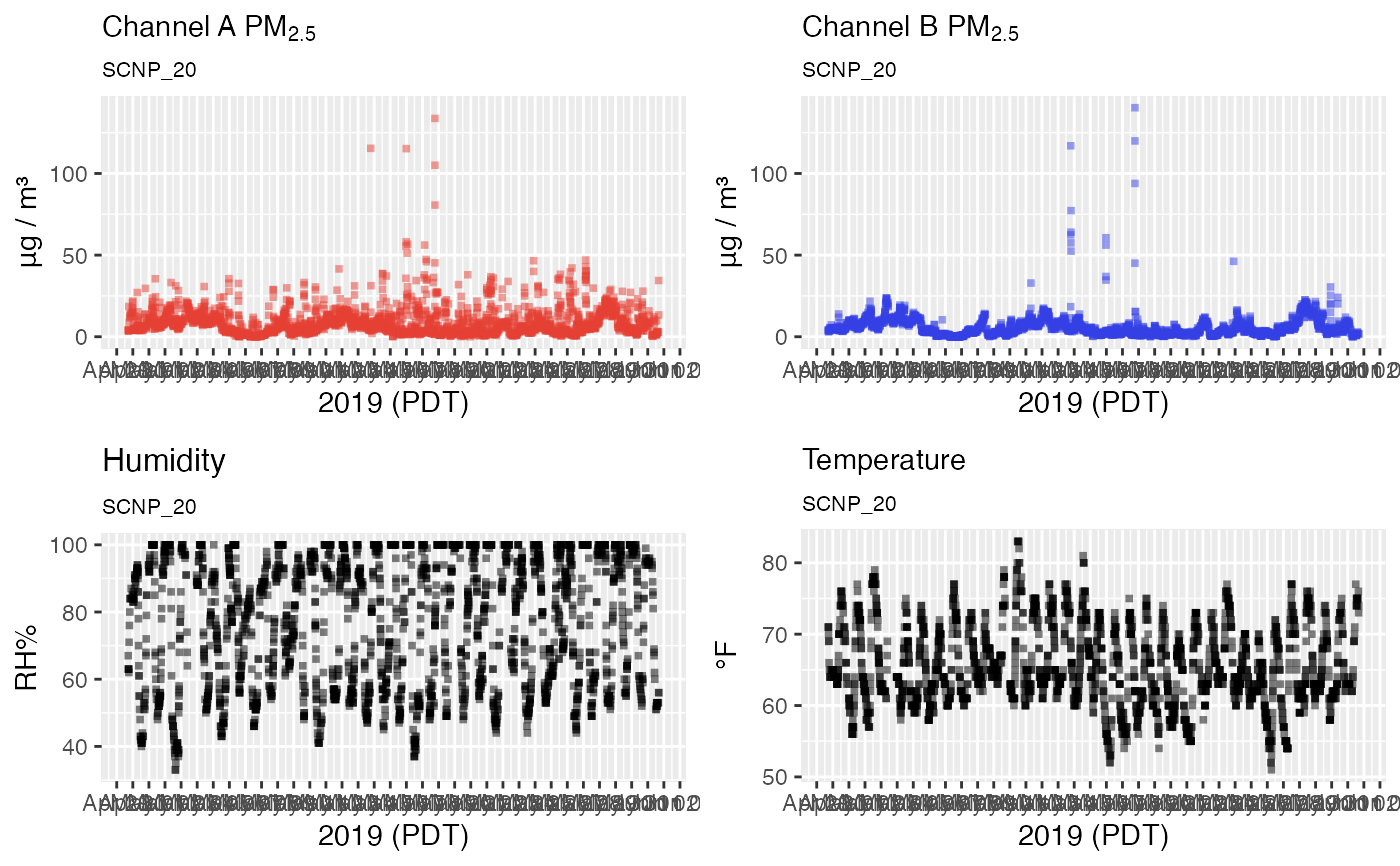 Channel A PM2.5
SCNP_20
100
50
0
µg / m³
2019 (PDT)
Channel B PM2.5
SCNP_20
100
50
0
µg / m³
2019 (PDT)
Humidity
SCNP_20
100
80
60
40
RH%
2019 (PDT)
Temperature
SCNP_20
80
70
60
50
°F
2019 (PDT)